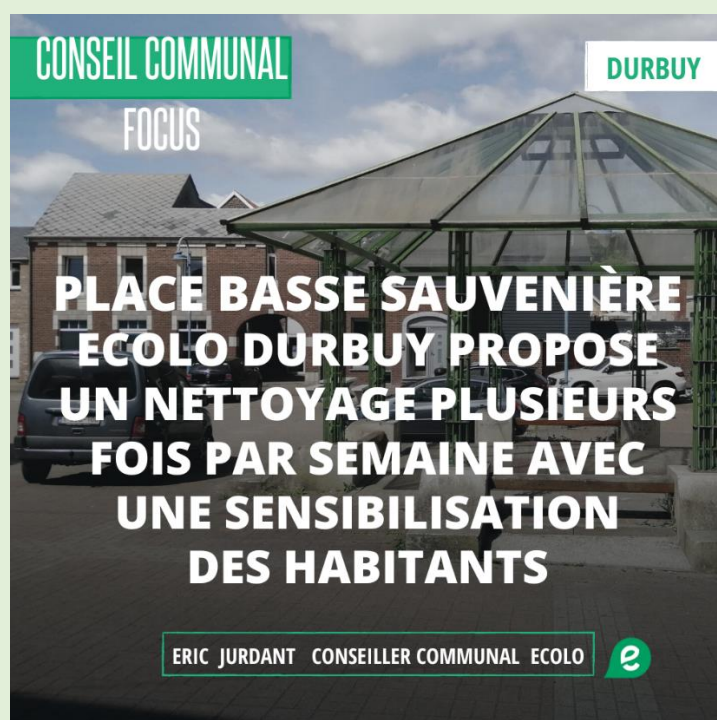 CONSEIL COMMUNAL
FOCUS
DURBUY
PLACE BASSE SAUVENIÈRE
ECOLO DURBUY PROPOSE
UN NETTOYAGE PLUSIEURS
FOIS PAR SEMAINE AVEC
UNE SENSIBILISATION
DES HABITANTS
ERIC JURDANT CONSEILLER COMMUNAL ECOLO
e